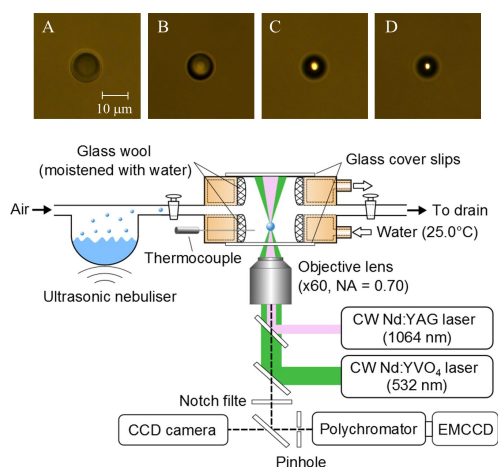 A
B
C
D
10 μm
Glass wool
(moistened with water)
Glass cover slips
Air
To drain
Water (25.0°C)
Thermocouple
Ultrasonic nebuliser
Objective lens
(x60, NA = 0.70)
CW Nd:YAG laser
(1064 nm)
CW Nd:YVO4 laser
(532 nm)
Notch filte
CCD camera
Polychromator
EMCCD
Pinhole